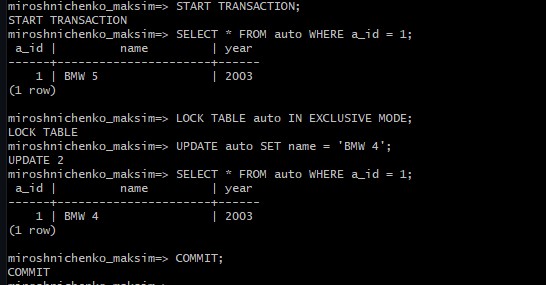 miroshnichenko_maksim=> START TRANSACTION;
START TRANSACTION
miroshnichenko_maksim=> SELECT * FROM auto WHERE a_id = 1;
 a_id |         name         | year
------+----------------------+------
    1 | BMW 5                | 2003
(1 row)

miroshnichenko_maksim=> LOCK TABLE auto IN EXCLUSIVE MODE;
LOCK TABLE
miroshnichenko_maksim=> UPDATE auto SET name = 'BMW 4';
UPDATE 2
miroshnichenko_maksim=> SELECT * FROM auto WHERE a_id = 1;
 a_id |         name         | year
------+----------------------+------
    1 | BMW 4                | 2003
(1 row)

miroshnichenko_maksim=> COMMIT;
COMMIT